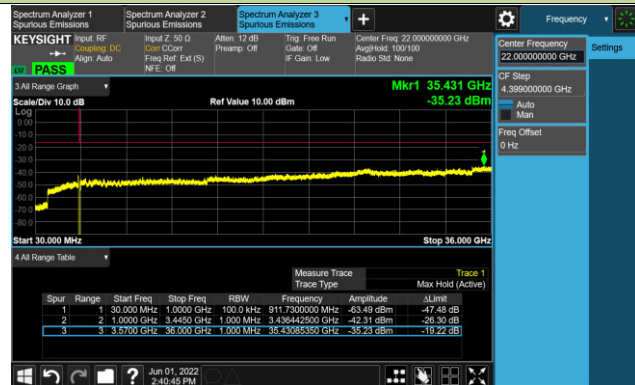 Spectrum Analyzer 1
Spurious Emissions
Spectrum Analyzer 2
Spurious Emissions
Spectrum Analyzer 3
Spurious Emissions
Frequency
KEYSIGHT
Input: RF
Coupling: DC
Align: Auto
Input Z: 50 Ω
Corr CCorr
Freq Ref: Ext (S)
NFE: Off
Atten: 12 dB
Preamp: Off
Trig: Free Run
Gate: Off
IF Gain: Low
Center Freq: 22.000000000 GHz
Avg|Hold: 100/100
Radio Std: None
PASS
3 All Range Graph
Mkr1 35.431 GHz
Scale/Div 10.0 dB
Ref Value 10.00 dBm
-35.23 dBm
Log
0.00
-10.0
-20.0
-30.0
-40.0
-50.0
-60.0
-70.0
-80.0
Start 30.000 MHz
Stop 36.000 GHz
4 All Range Table
Measure Trace Trace 1
Trace Type Max Hold (Active)
Spur Range Start Freq Stop Freq RBW Frequency Amplitude ΔLimit
1 1 30.000 MHz 1.0000 GHz 100.0 kHz 911.7300000 MHz -63.49 dBm -47.48 dB
2 2 1.0000 GHz 3.4450 GHz 1.000 MHz 3.436442500 GHz -42.31 dBm -26.30 dB
3 3 3.5700 GHz 36.000 GHz 1.000 MHz 35.43085350 GHz -35.23 dBm -19.22 dB
Jun 01, 2022
2:40:45 PM
Center Frequency
22.000000000 GHz
Settings
CF Step
4.399000000 GHz
Auto
Man
Freq Offset
0 Hz